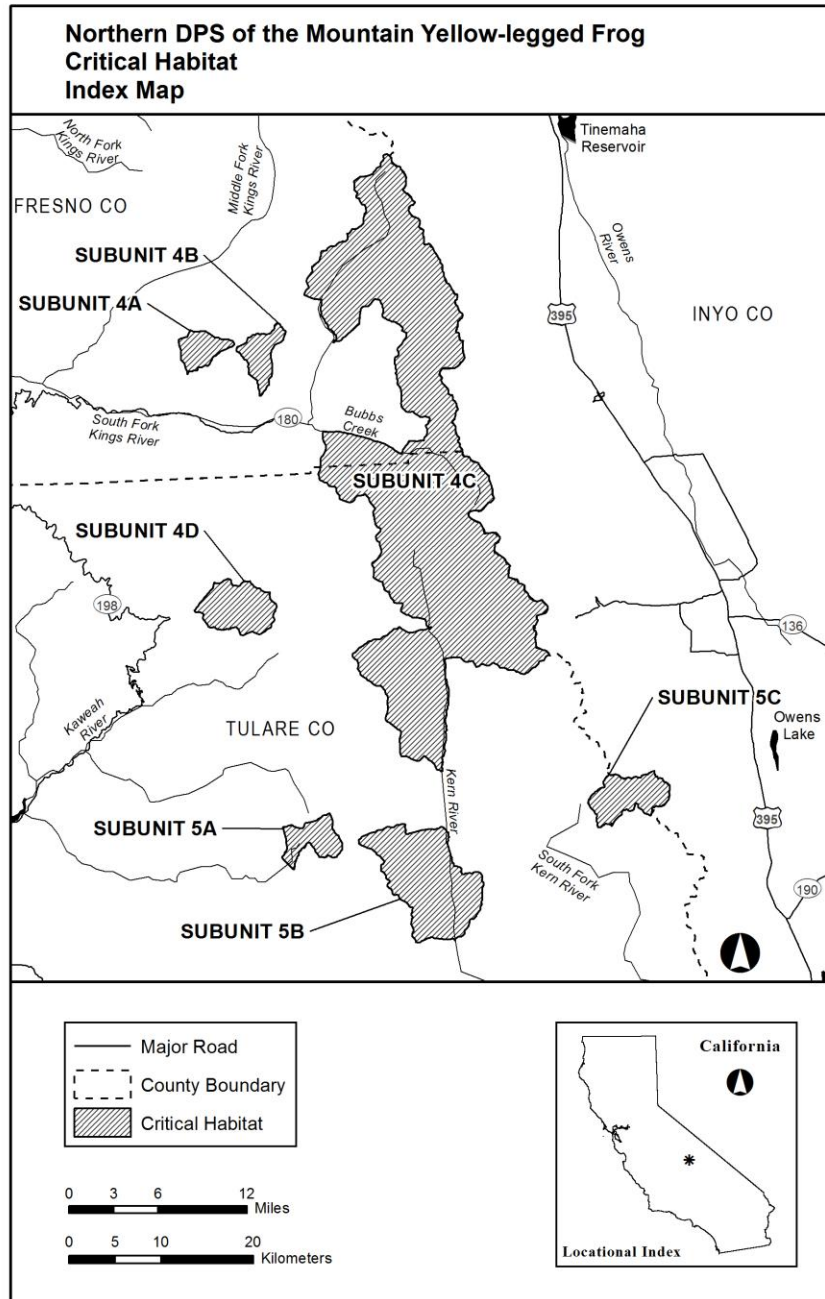 Northern DPS of the Mountain Yellow-legged Frog
Critical Habitat
Index Map
Tinemaha
Reservoir
North Fork
Kings River
Middle Fork
Kings River
FRESNO CO
Owens
River
SUBUNIT 4B
SUBUNIT 4A
395
INYO CO
South Fork
Kings River
180
Bubbs
Creek
SUBUNIT 4C
SUBUNIT 4D
198
136
Kaweah
River
TULARE CO
SUBUNIT 5C
Owens
Lake
Kern River
SUBUNIT 5A
395
South Fork
Kern River
190
SUBUNIT 5B
Major Road
County Boundary
Critical Habitat
0 3 6 12
Miles
0 5 10 20
Kilometers
California
Locational Index